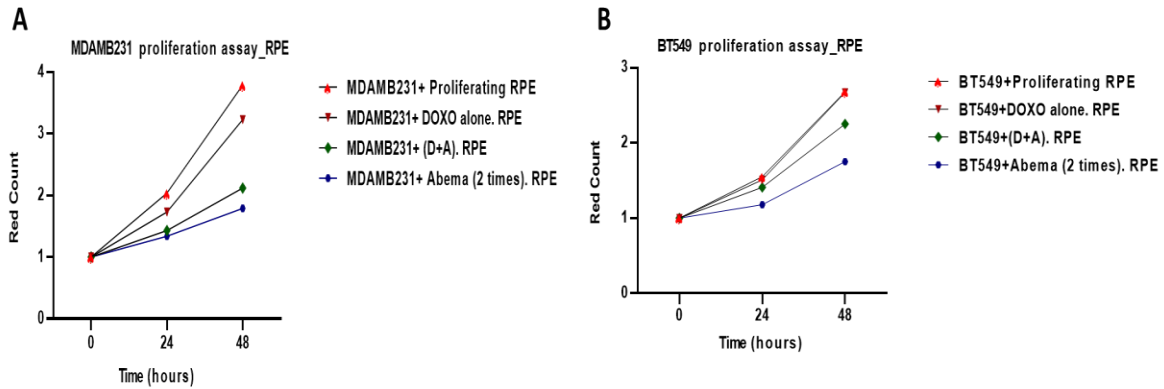 A
MDAMB231 proliferation assay_RPE
4
3
2
1
0
Red Count
0
24
48
Time (hours)
MDAMB231+ Proliferating RPE
MDAMB231+ DOXO alone. RPE
MDAMB231+ (D+A). RPE
MDAMB231+ Abema (2 times). RPE
B
BT549 proliferation assay_RPE
3
2
1
0
Red Count
0
24
48
Time (hours)
BT549+Proliferating RPE
BT549+DOXO alone. RPE
BT549+(D+A). RPE
BT549+Abema (2 times). RPE